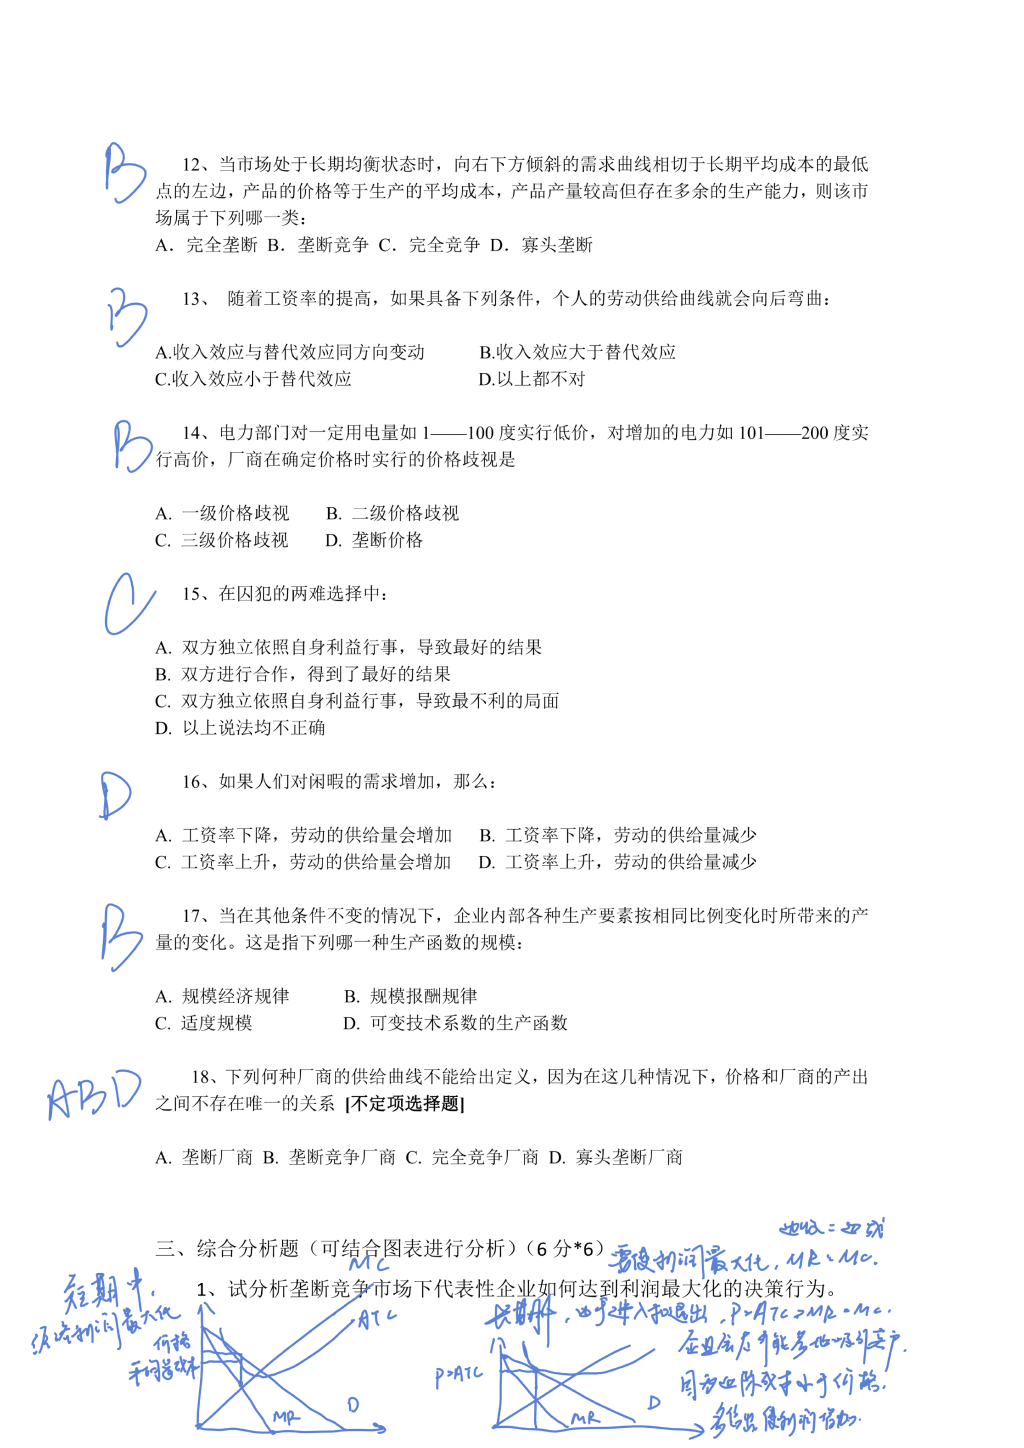 B
12、当市场处于长期均衡状态时，向右下方倾斜的需求曲线相切于长期平均成本的最低
点的左边，产品的价格等于生产的平均成本，产品产量较高但存在多余的生产能力，则该市
场属于下列哪一类：
A．完全垄断 B．垄断竞争 C．完全竞争 D．寡头垄断
B
13、 随着工资率的提高，如果具备下列条件，个人的劳动供给曲线就会向后弯曲：
A.收入效应与替代效应同方向变动 B.收入效应大于替代效应
C.收入效应小于替代效应 D.以上都不对
B
14、电力部门对一定用电量如 1——100 度实行低价，对增加的电力如 101——200 度实
行高价，厂商在确定价格时实行的价格歧视是
A. 一级价格歧视 B. 二级价格歧视
C. 三级价格歧视 D. 垄断价格
C
15、在囚犯的两难选择中：
A. 双方独立依照自身利益行事，导致最好的结果
B. 双方进行合作，得到了最好的结果
C. 双方独立依照自身利益行事，导致最不利的局面
D. 以上说法均不正确
D
16、如果人们对闲暇的需求增加，那么：
A. 工资率下降，劳动的供给量会增加 B. 工资率下降，劳动的供给量减少
C. 工资率上升，劳动的供给量会增加 D. 工资率上升，劳动的供给量减少
B
17、当在其他条件不变的情况下，企业内部各种生产要素按相同比例变化时所带来的产
量的变化。这是指下列哪一种生产函数的规模：
A. 规模经济规律 B. 规模报酬规律
C. 适度规模 D. 可变技术系数的生产函数
ABD
18、下列何种厂商的供给曲线不能给出定义，因为在这几种情况下，价格和厂商的产出
之间不存在唯一的关系 [不定项选择题]
A. 垄断厂商 B. 垄断竞争厂商 C. 完全竞争厂商 D. 寡头垄断厂商
边收=边成
三、综合分析题（可结合图表进行分析）（6 分*6）
需使利润最大化，MR=MC.
1、试分析垄断竞争市场下代表性企业如何达到利润最大化的决策行为。
短期中，
利润最大化
价格
MC
ATC
D
MR
长期中，由于进入和退出，P=ATC MR=MC.
企业会尽可能多地吸引客户.
因为边际成本小于价格.
多售出使利润增加.
P=ATC
D
MR